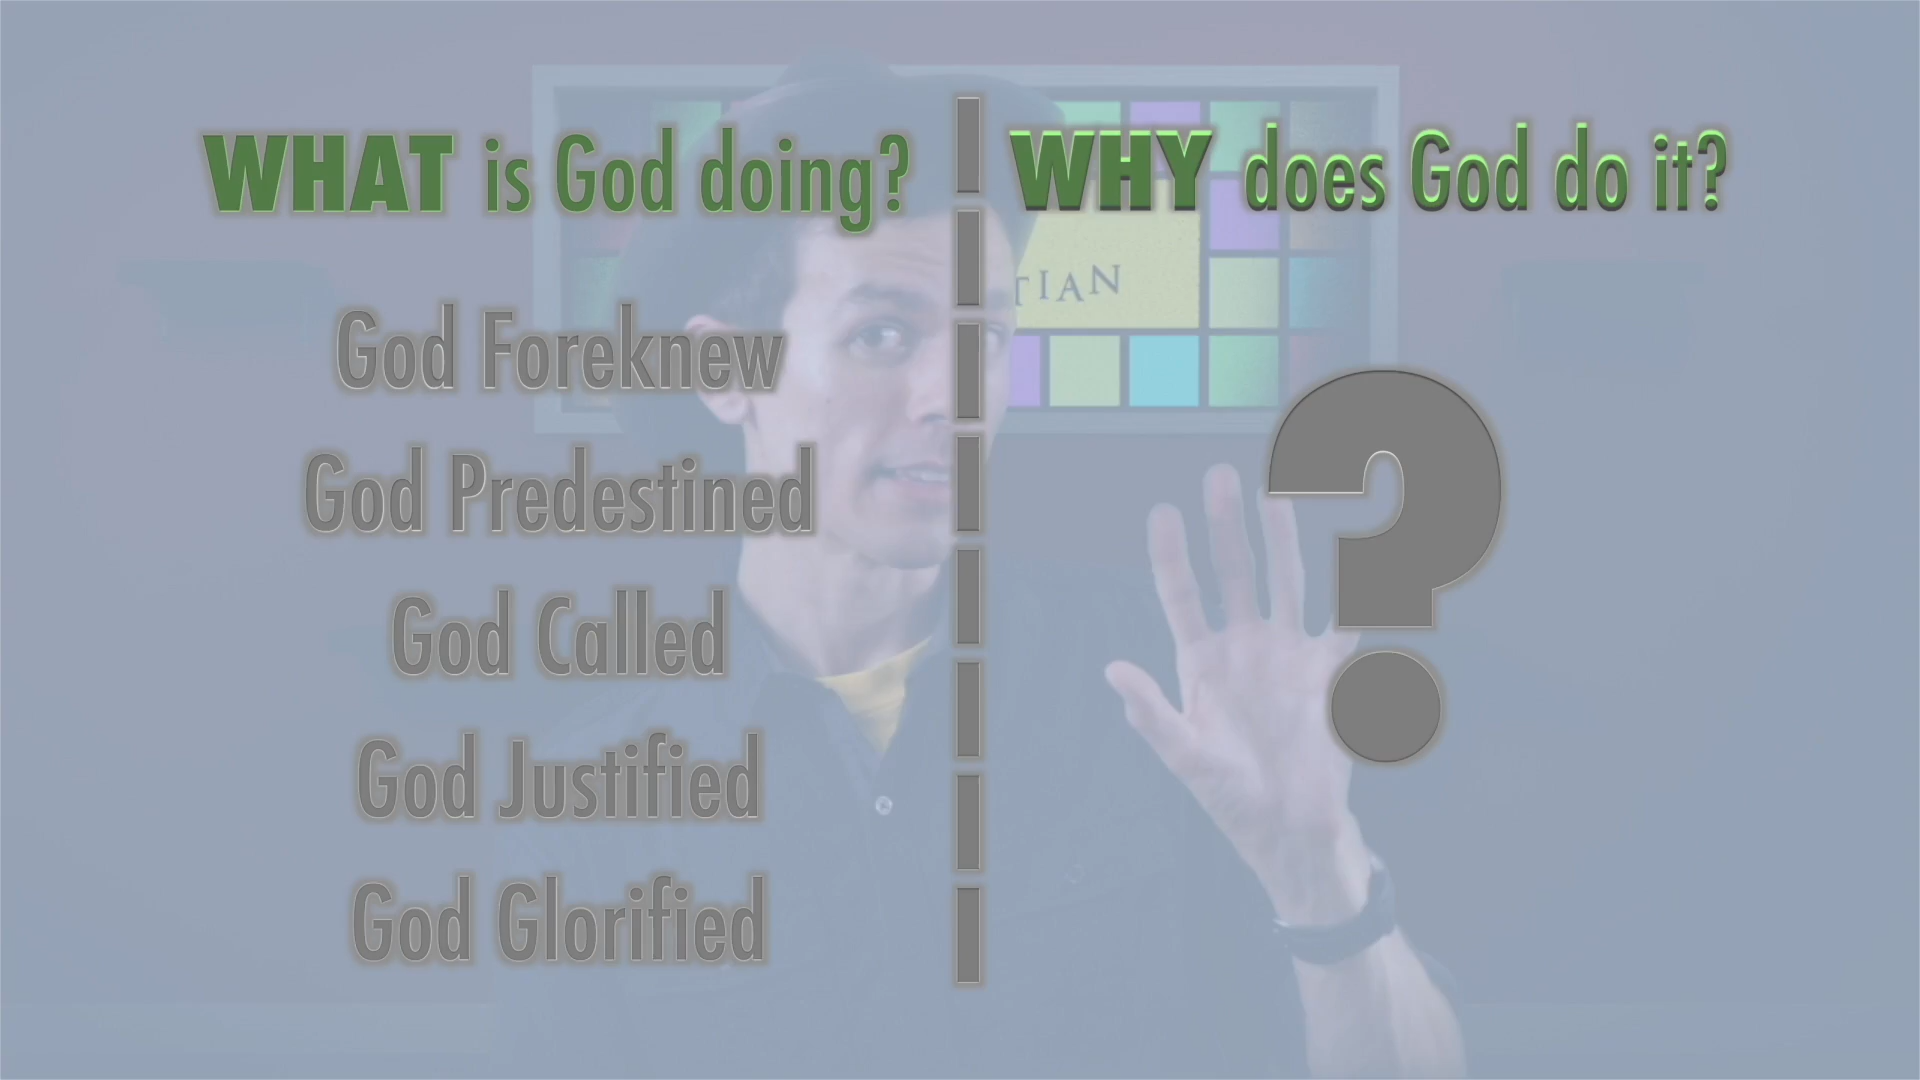 WHAT is God doing?
God Foreknew
God Predestined
God Called
God Justified
God Glorified
WHY does God do it?
TIAN
?